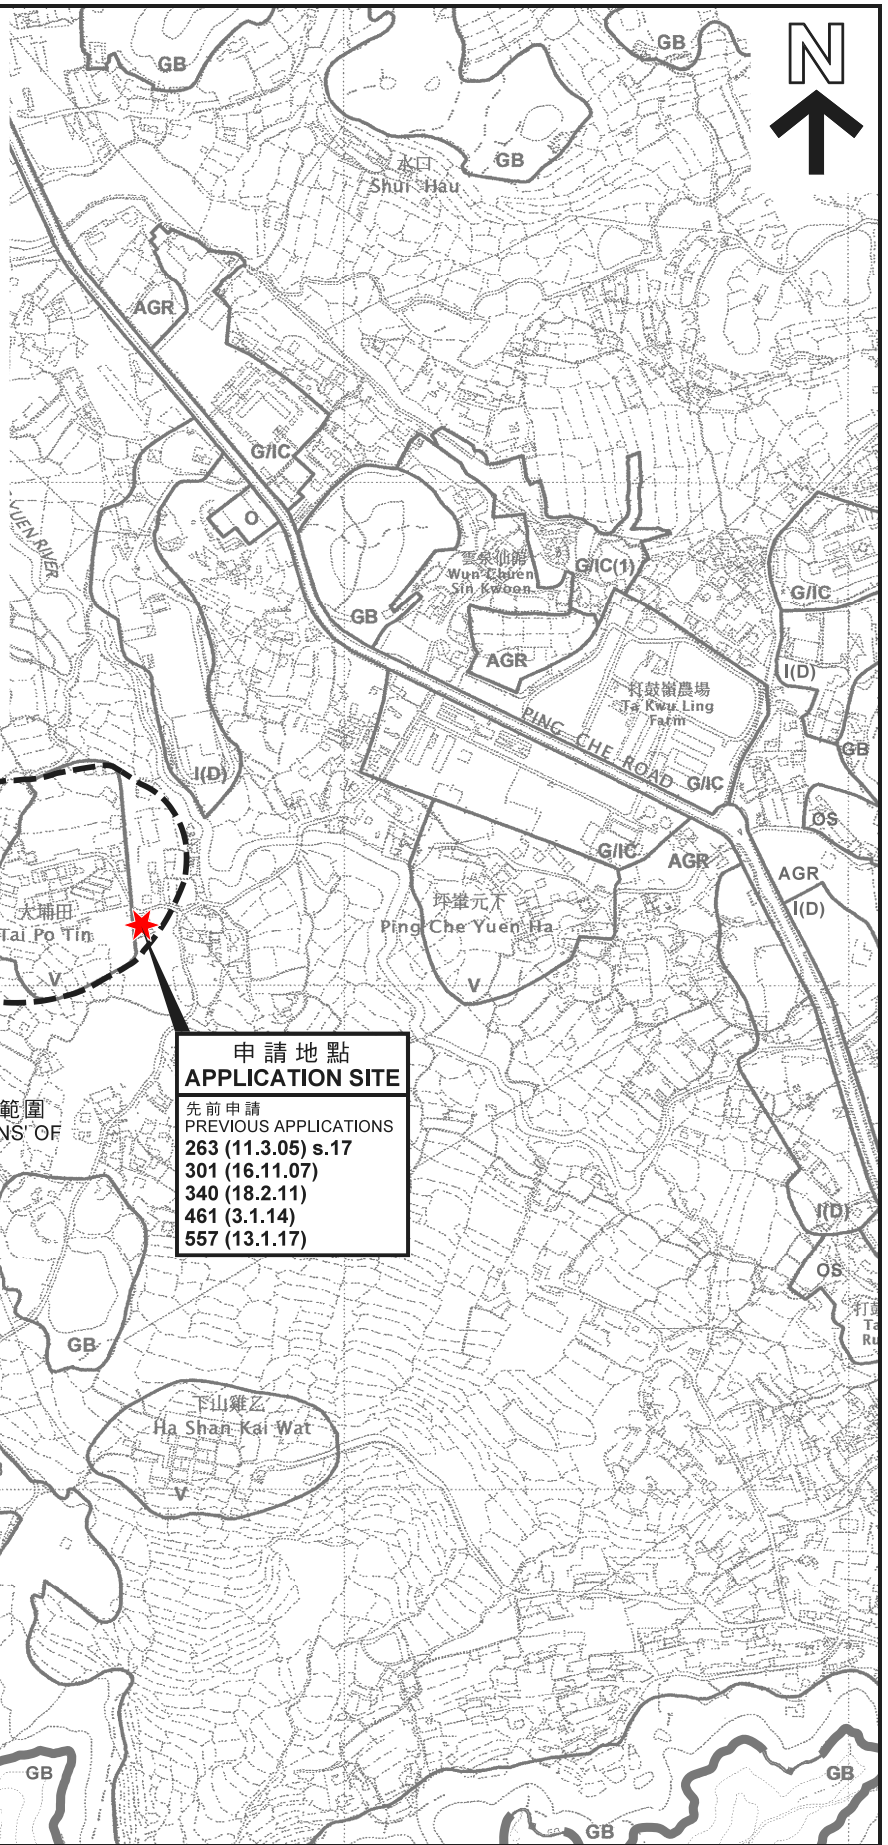 GB
GB
N
水口
Shui Hau
GB
AGR
G/IC
O
YUEN RIVER
雲泉仙館
Wun Chuen
Sin Kwoon
G/IC(1)
G/IC
GB
AGR
I(D)
打鼓嶺農場
Ta Kwu Ling
Farm
PING CHE ROAD
GB
I(D)
G/IC
OS
G/IC
AGR
AGR
I(D)
大埔田
Tai Po Tin
V
坪輋元下
Ping Che Yuen Ha
V
申請地點
APPLICATION SITE
先前申請
PREVIOUS APPLICATIONS
263 (11.3.05) s.17
301 (16.11.07)
340 (18.2.11)
461 (3.1.14)
557 (13.1.17)
範圍
NS' OF
I(D)
OS
打鼓
Ta
Ru
GB
下山雞乙
Ha Shan Kai Wat
V
GB
GB
GB